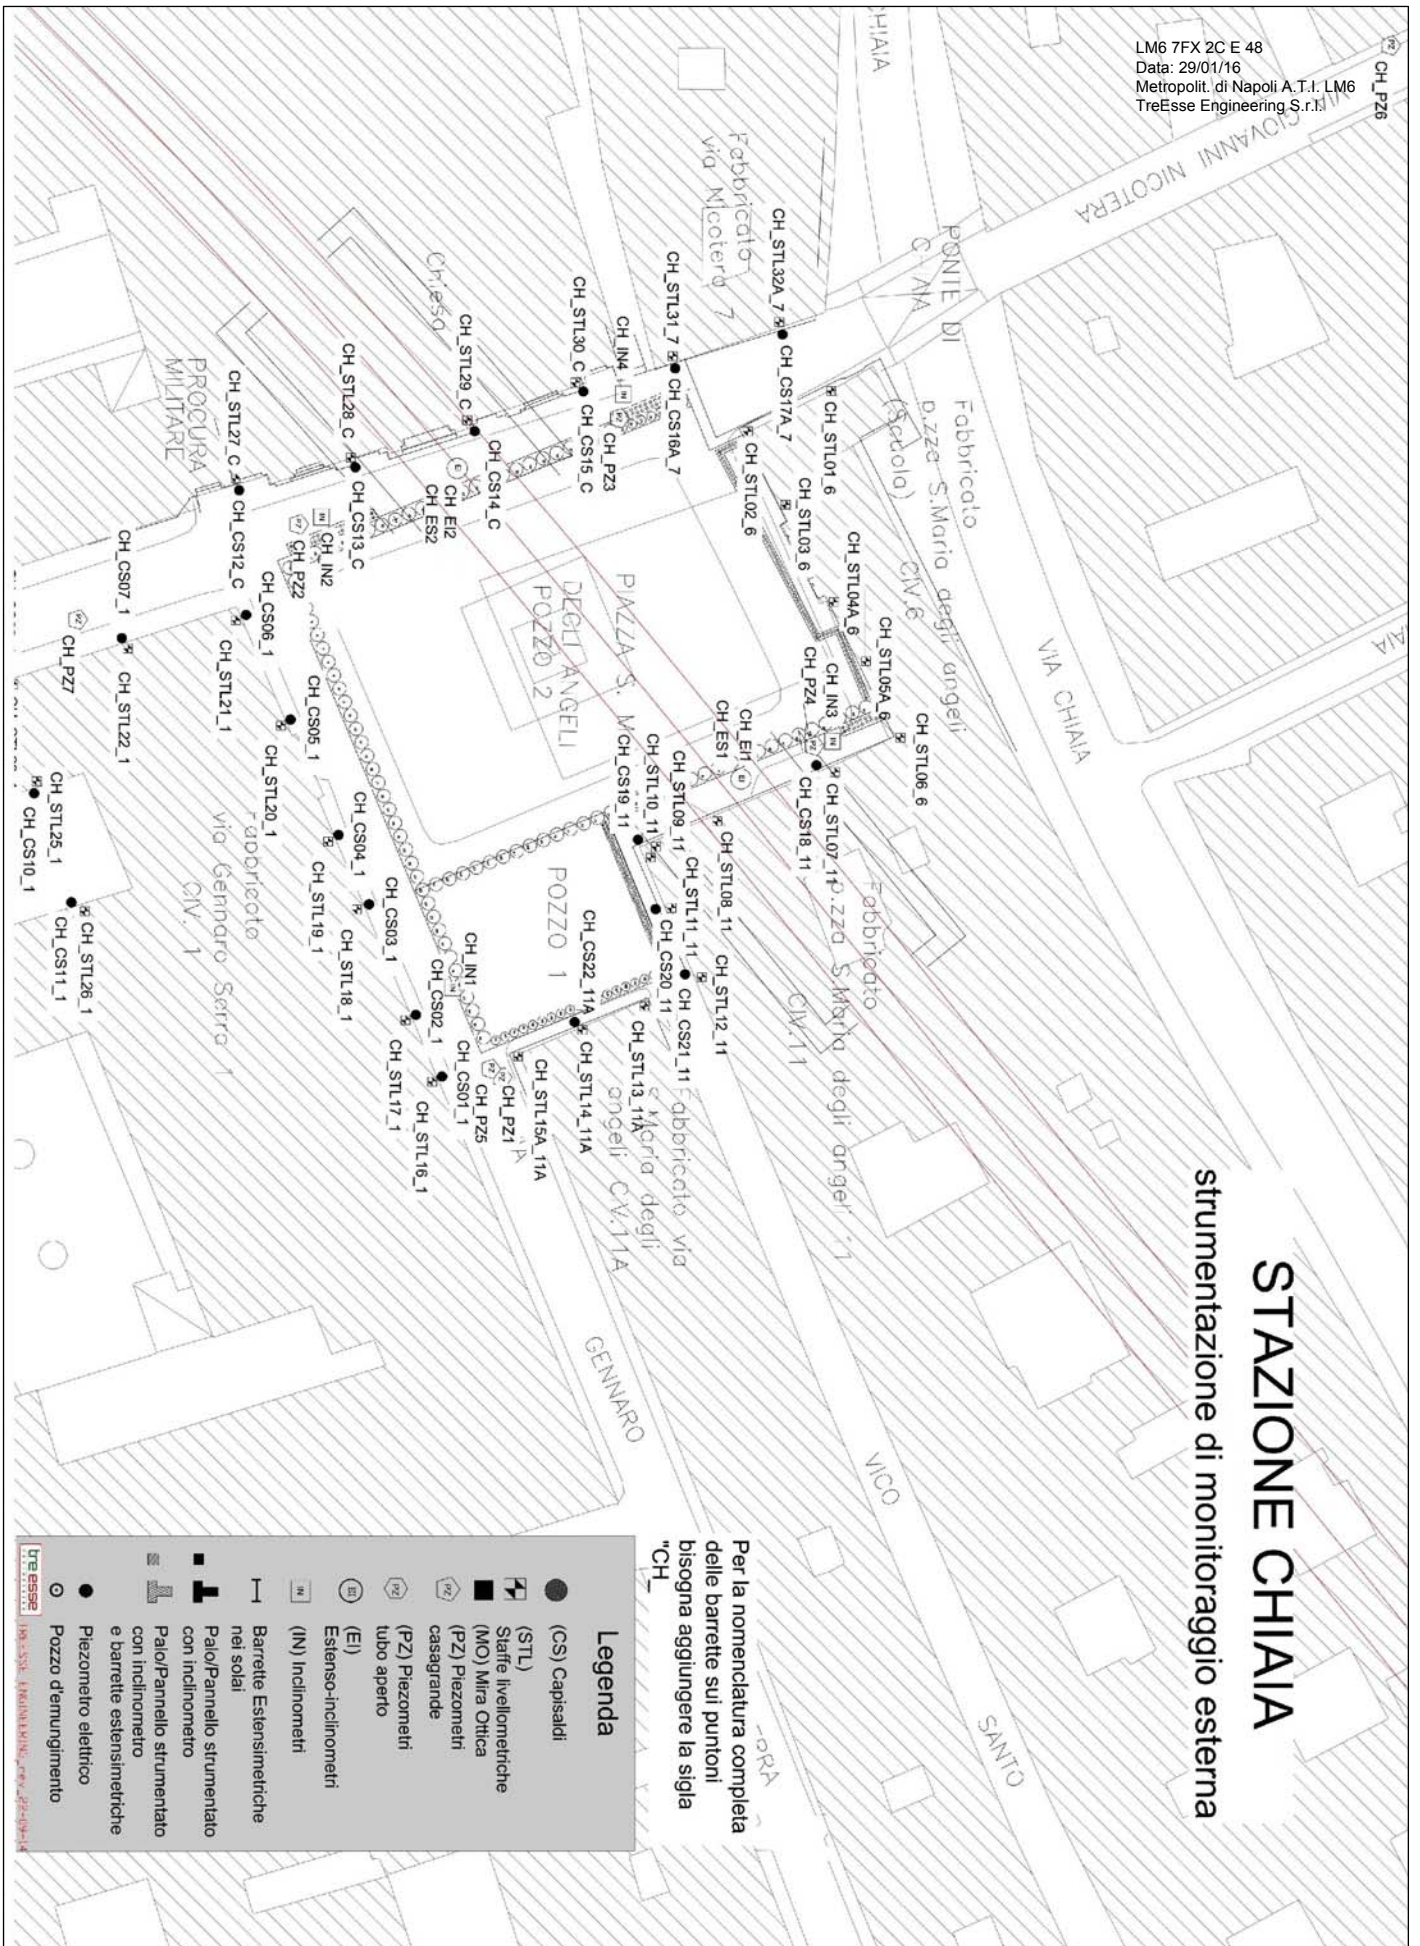 LM6 7FX 2C E 48
Data: 29/01/16
Metropolit. di Napoli A.T.I. LM6
TreEsse Engineering S.r.l.
STAZIONE CHIAIA
strumentazione di monitoraggio esterna
CH_PZ6
VIA GIOVANNI NICOTERA
CHIAIA
PONTE DI
Fabbricato
via Nicotera 7
CH_STL32A_7
CH_CS17A_7
CH_STL31_7
CH_CS16A_7
CH_IN4
CH_PZ3
CH_STL30_C
CH_CS15_C
Chiesa
CH_STL29_C
CH_CS14_C
CH_EI2
CH_ES2
CH_STL28_C
CH_CS13_C
CH_IN2
CH_PZ2
PROCURA
MILITARE
CH_STL27_C
CH_CS12_C
Fabbricato
p.zza S.Maria degli angeli
(Scuola) CIV.6
CH_STL01_6
CH_STL02_6
CH_STL03_6
CH_STL04A_6
CH_STL05A_6
CH_STL06_6
CH_IN3
CH_PZ4
CH_STL07_11
CH_CS18_11
CH_EI1
CH_ES1
CH_STL08_11
CH_STL09_11
CH_STL10_11
CH_CS19_11
CH_STL11_11
CH_CS20_11
CH_STL12_11
CH_CS21_11
CH_STL13_11A
CH_CS22_11A
CH_STL14_11A
CH_STL15A_11A
CH_PZ1
CH_PZ5
PIAZZA S. M
DEGLI ANGELI
POZZO 2
POZZO 1
VIA CHIAIA
Fabbricato
p.zza S.Maria degli angeli 11
CIV.11
Fabbricato via
S Maria degli
angeli CV.11A
CH_CS07_1
CH_STL22_1
CH_PZ7
CH_CS06_1
CH_STL21_1
CH_CS05_1
CH_STL20_1
CH_CS04_1
CH_STL19_1
CH_CS03_1
CH_STL18_1
CH_IN1
CH_CS02_1
CH_STL17_1
CH_CS01_1
CH_STL16_1
Fabbricato
via Gennaro Serra 1
CIV. 1
CH_STL25_1
CH_CS10_1
CH_STL26_1
CH_CS11_1
GENNARO
VICO
SANTO
Per la nomenclatura completa
delle barrette sui puntoni
bisogna aggiungere la sigla
"CH_
Legenda
(CS) Capisaldi
(STL)
Staffe livellometriche
(MO) Mira Ottica
PZ (PZ) Piezometri
casagrande
PZ (PZ) Piezometri
tubo aperto
EI (EI)
Estenso-inclinometri
IN (IN) Inclinometri
Barrette Estensimetriche
nei solai
Palo/Pannello strumentato
con inclinometro
Palo/Pannello strumentato
con inclinometro
e barrette estensimetriche
Piezometro elettrico
Pozzo d'emungimento
tre esse